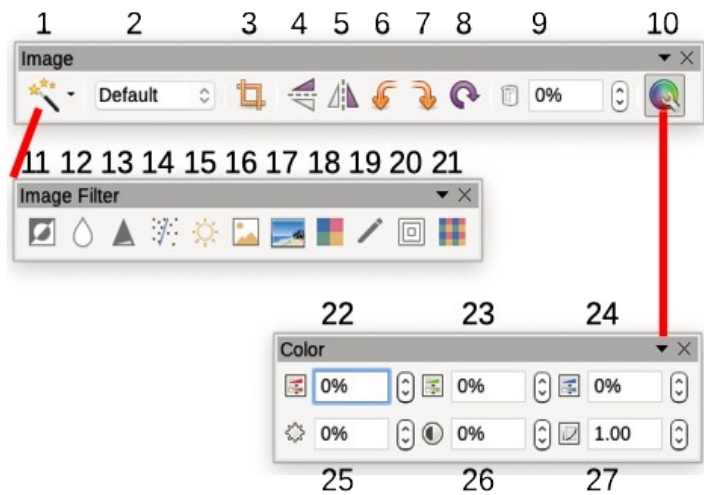 1 2 3 4 5 6 7 8 9 10
Image
Default 0%
11 12 13 14 15 16 17 18 19 20 21
Image Filter
22 23 24
Color
0% 0% 0%
0% 0% 1.00
25 26 27